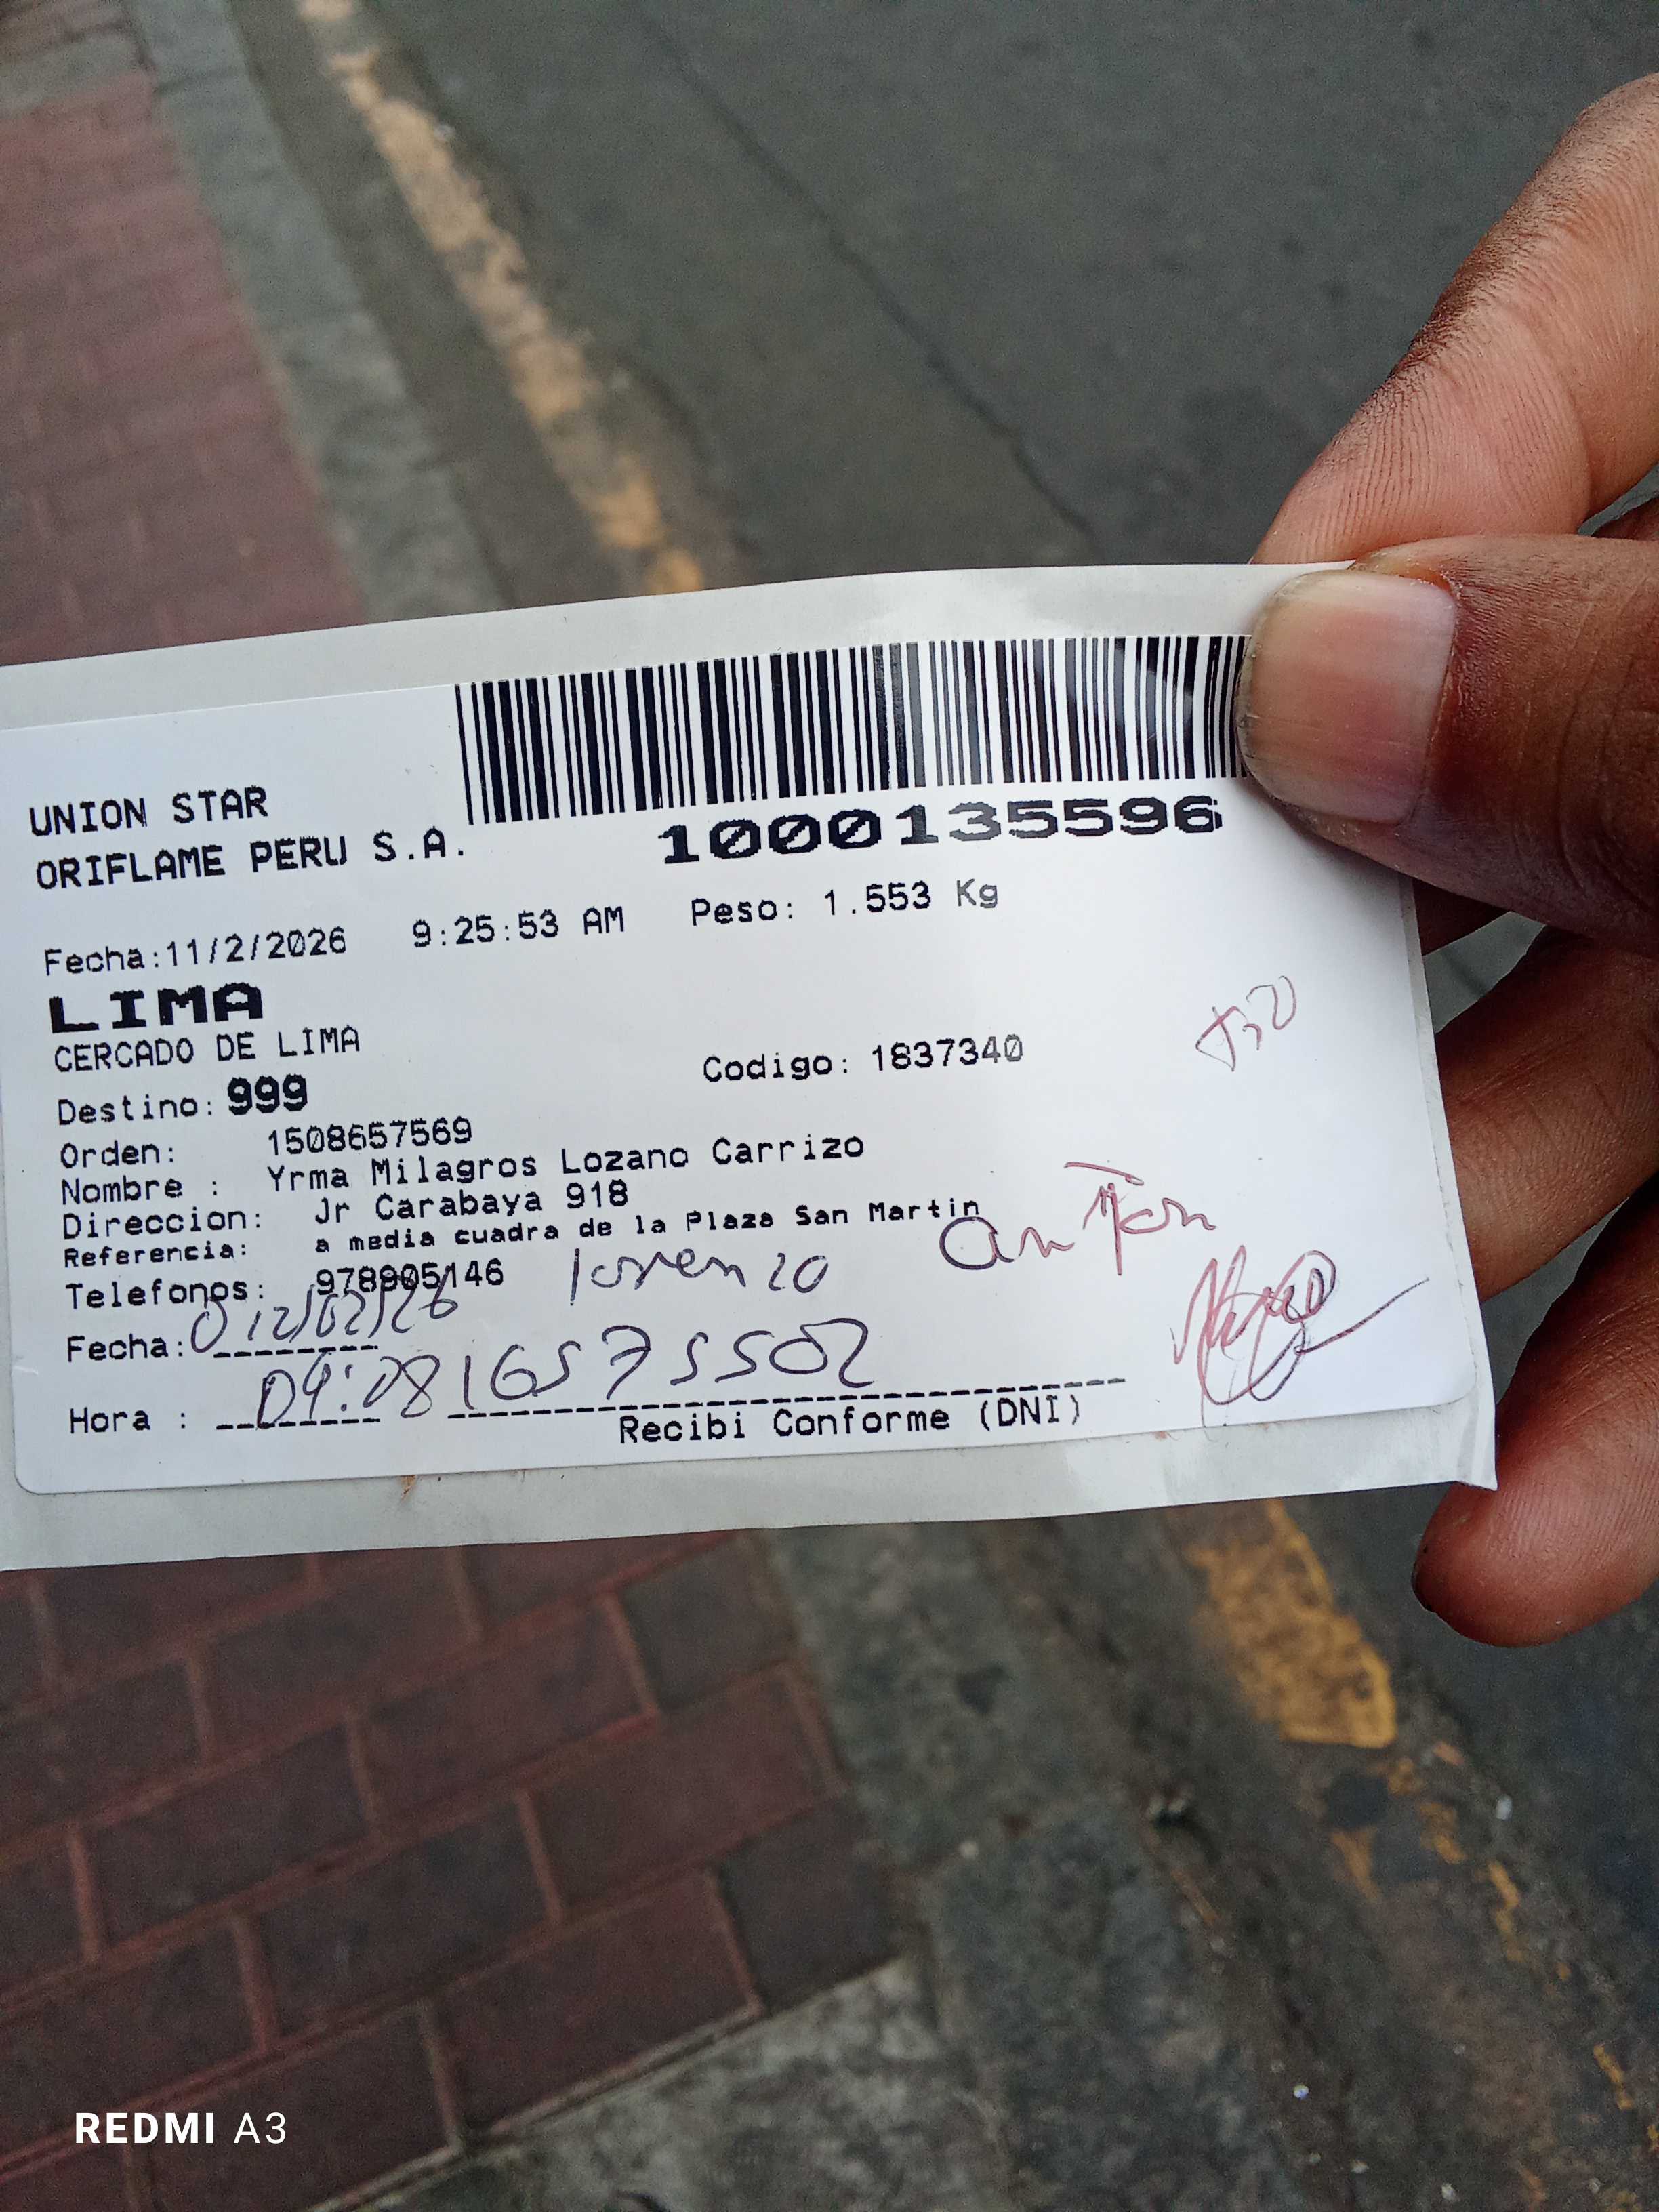 UNION STAR
ORIFLAME PERU S.A.
1000135596
Fecha:11/2/2026 9:25:53 AM Peso: 1.553 Kg
LIMA
CERCADO DE LIMA
Destino: 999 Codigo: 1837340
Orden: 1508657569
Nombre : Yrma Milagros Lozano Carrizo
Direccion: Jr Carabaya 918
Referencia: a media cuadra de la Plaza San Martin
Telefonos: 978905146 lorenzo
Fecha: 12/02/26
Hora : 04:08 16575502
Recibi Conforme (DNI)
REDMI A3